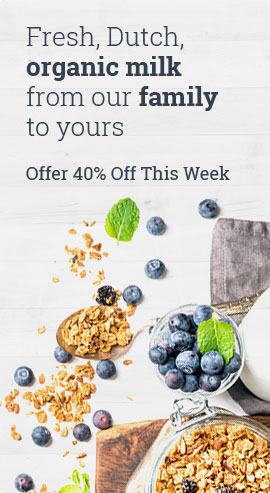 Fresh, Dutch,
organic milk
from our family
to yours
Offer 40% Off This Week